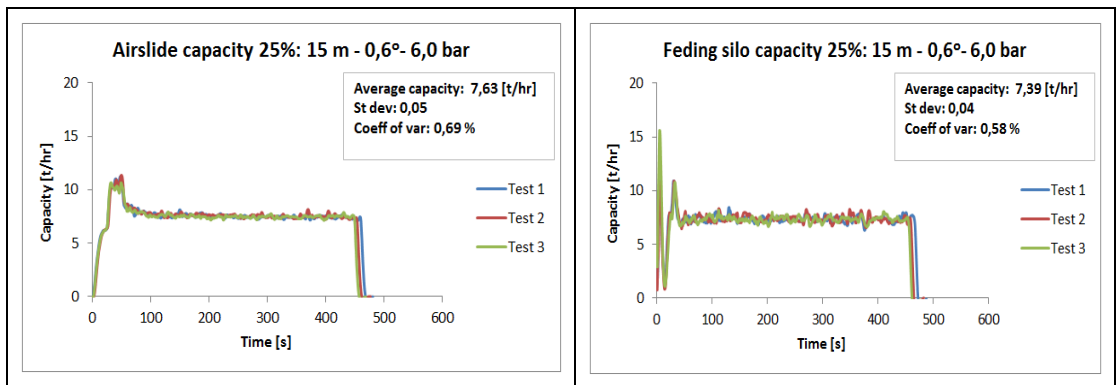 Airslide capacity 25%: 15 m - 0,6º- 6,0 bar
Average capacity: 7,63 [t/hr]
St dev: 0,05
Coeff of var: 0,69 %
Capacity [t/hr]
20
15
10
5
0
0 100 200 300 400 500 600
Time [s]
Test 1
Test 2
Test 3
Feding silo capacity 25%: 15 m - 0,6º- 6,0 bar
Average capacity: 7,39 [t/hr]
St dev: 0,04
Coeff of var: 0,58 %
Capacity [t/hr]
20
15
10
5
0
0 100 200 300 400 500 600
Time [s]
Test 1
Test 2
Test 3